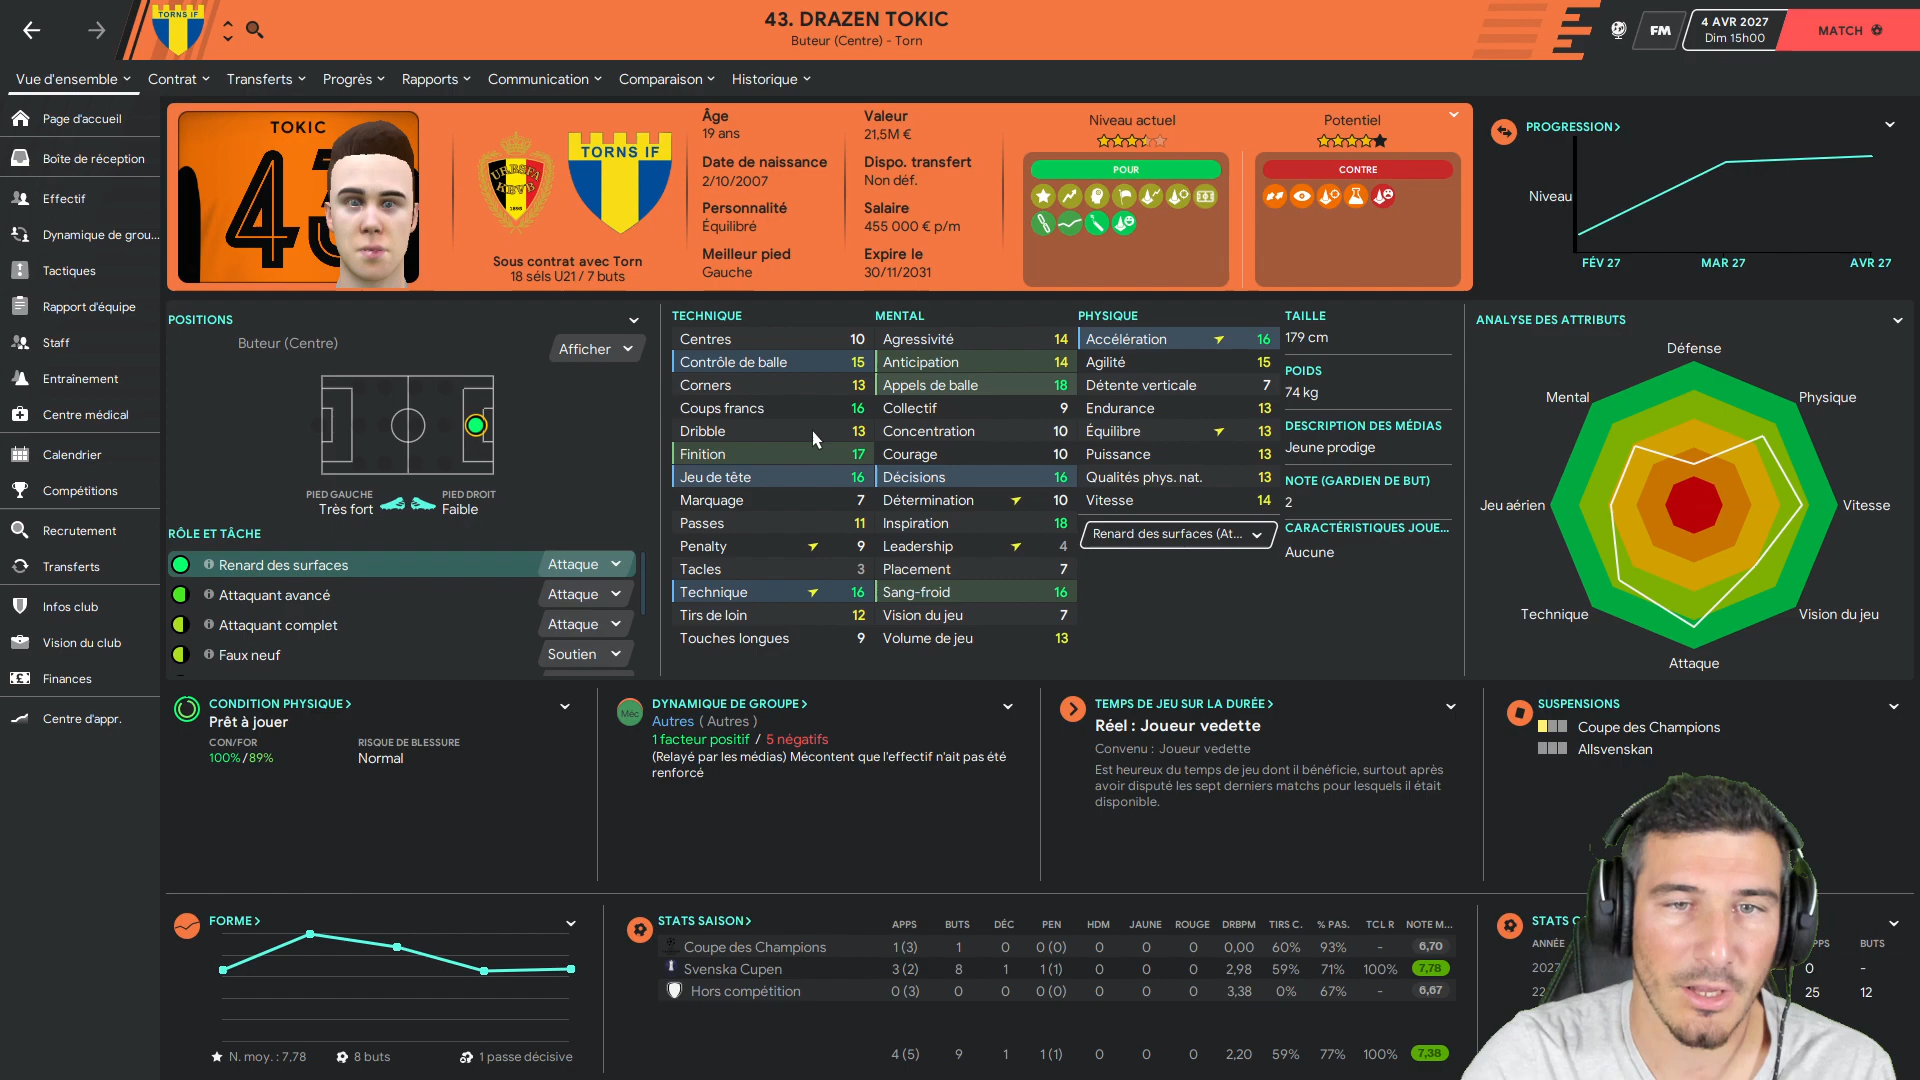 TORNS IF
43. DRAZEN TOKIC
Buteur (Centre) - Torn
FM
4 AVR 2027
Dim 15h00
MATCH
Vue d'ensemble
Contrat
Transferts
Progrès
Rapports
Communication
Comparaison
Historique
Page d'accueil
Boîte de réception
Effectif
Dynamique de grou...
Tactiques
Rapport d'équipe
Staff
Entraînement
Centre médical
Calendrier
Compétitions
Recrutement
Transferts
Infos club
Vision du club
Finances
Centre d'appr.
TOKIC
43
URBSFA
KBVB
1895
TORNS IF
Sous contrat avec Torn
18 séls U21 / 7 buts
Âge
19 ans
Date de naissance
2/10/2007
Personnalité
Équilibré
Meilleur pied
Gauche
Valeur
21,5M €
Dispo. transfert
Non déf.
Salaire
455 000 € p/m
Expire le
30/11/2031
Niveau actuel
POUR
Potentiel
CONTRE
PROGRESSION
Niveau
FÉV 27
MAR 27
AVR 27
POSITIONS
Buteur (Centre)
Afficher
PIED GAUCHE
Très fort
PIED DROIT
Faible
RÔLE ET TÂCHE
Renard des surfaces Attaque
Attaquant avancé Attaque
Attaquant complet Attaque
Faux neuf Soutien
TECHNIQUE
Centres 10
Contrôle de balle 15
Corners 13
Coups francs 16
Dribble 13
Finition 17
Jeu de tête 16
Marquage 7
Passes 11
Penalty 9
Tacles 3
Technique 16
Tirs de loin 12
Touches longues 9
MENTAL
Agressivité 14
Anticipation 14
Appels de balle 18
Collectif 9
Concentration 10
Courage 10
Décisions 16
Détermination 10
Inspiration 18
Leadership 4
Placement 7
Sang-froid 16
Vision du jeu 7
Volume de jeu 13
PHYSIQUE
Accélération 16
Agilité 15
Détente verticale 7
Endurance 13
Équilibre 13
Puissance 13
Qualités phys. nat. 13
Vitesse 14
Renard des surfaces (At...
TAILLE
179 cm
POIDS
74 kg
DESCRIPTION DES MÉDIAS
Jeune prodige
NOTE (GARDIEN DE BUT)
2
CARACTÉRISTIQUES JOUE...
Aucune
ANALYSE DES ATTRIBUTS
Défense
Mental
Physique
Jeu aérien
Vitesse
Technique
Vision du jeu
Attaque
CONDITION PHYSIQUE
Prêt à jouer
CON/FOR
100%/89%
RISQUE DE BLESSURE
Normal
Méc
DYNAMIQUE DE GROUPE
Autres ( Autres )
1 facteur positif / 5 négatifs
(Relayé par les médias) Mécontent que l'effectif n'ait pas été
renforcé
TEMPS DE JEU SUR LA DURÉE
Réel : Joueur vedette
Convenu : Joueur vedette
Est heureux du temps de jeu dont il bénéficie, surtout après
avoir disputé les sept derniers matchs pour lesquels il était
disponible.
SUSPENSIONS
Coupe des Champions
Allsvenskan
FORME
N. moy. : 7,78
8 buts
1 passe décisive
STATS SAISON APPS BUTS DÉC PEN HDM JAUNE ROUGE DRBPM TIRS C. % PAS. TCL R NOTE M...
Coupe des Champions 1 (3) 1 0 0 (0) 0 0 0 0,00 60% 93% - 6,70
Svenska Cupen 3 (2) 8 1 1 (1) 0 0 0 2,98 59% 71% 100% 7,78
Hors compétition 0 (3) 0 0 0 (0) 0 0 0 3,38 0% 67% - 6,67
4 (5) 9 1 1 (1) 0 0 0 2,20 59% 77% 100% 7,38
STATS
ANNÉE BUTS
2027 0 -
25 12